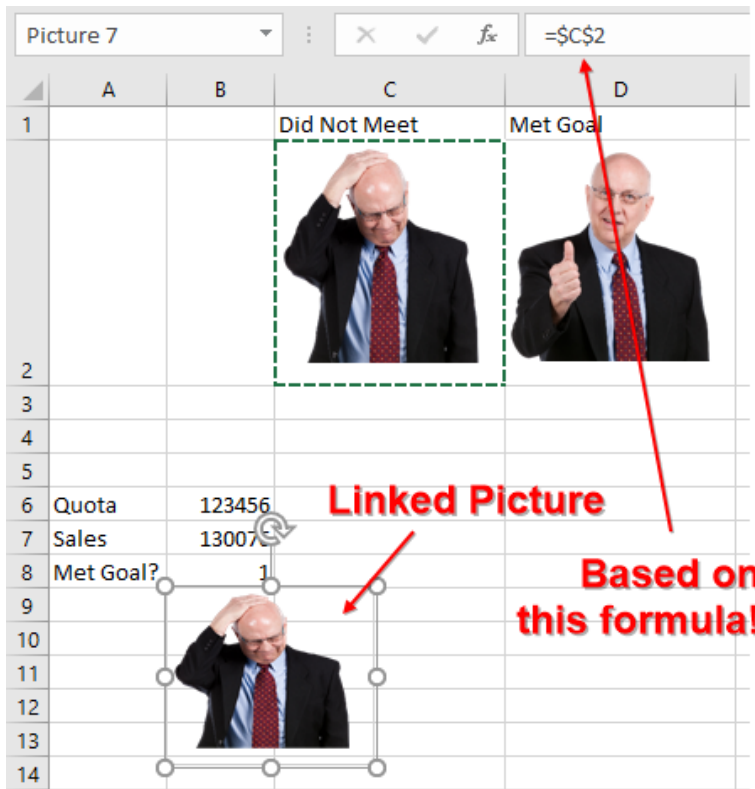 Picture 7 fx =$C$2
A B C D
1 Did Not Meet Met Goal
2
3
4
5
6 Quota 123456
Linked Picture
7 Sales
8 Met Goal? 1
Based on
9
this formula!
10
11
12
13
14